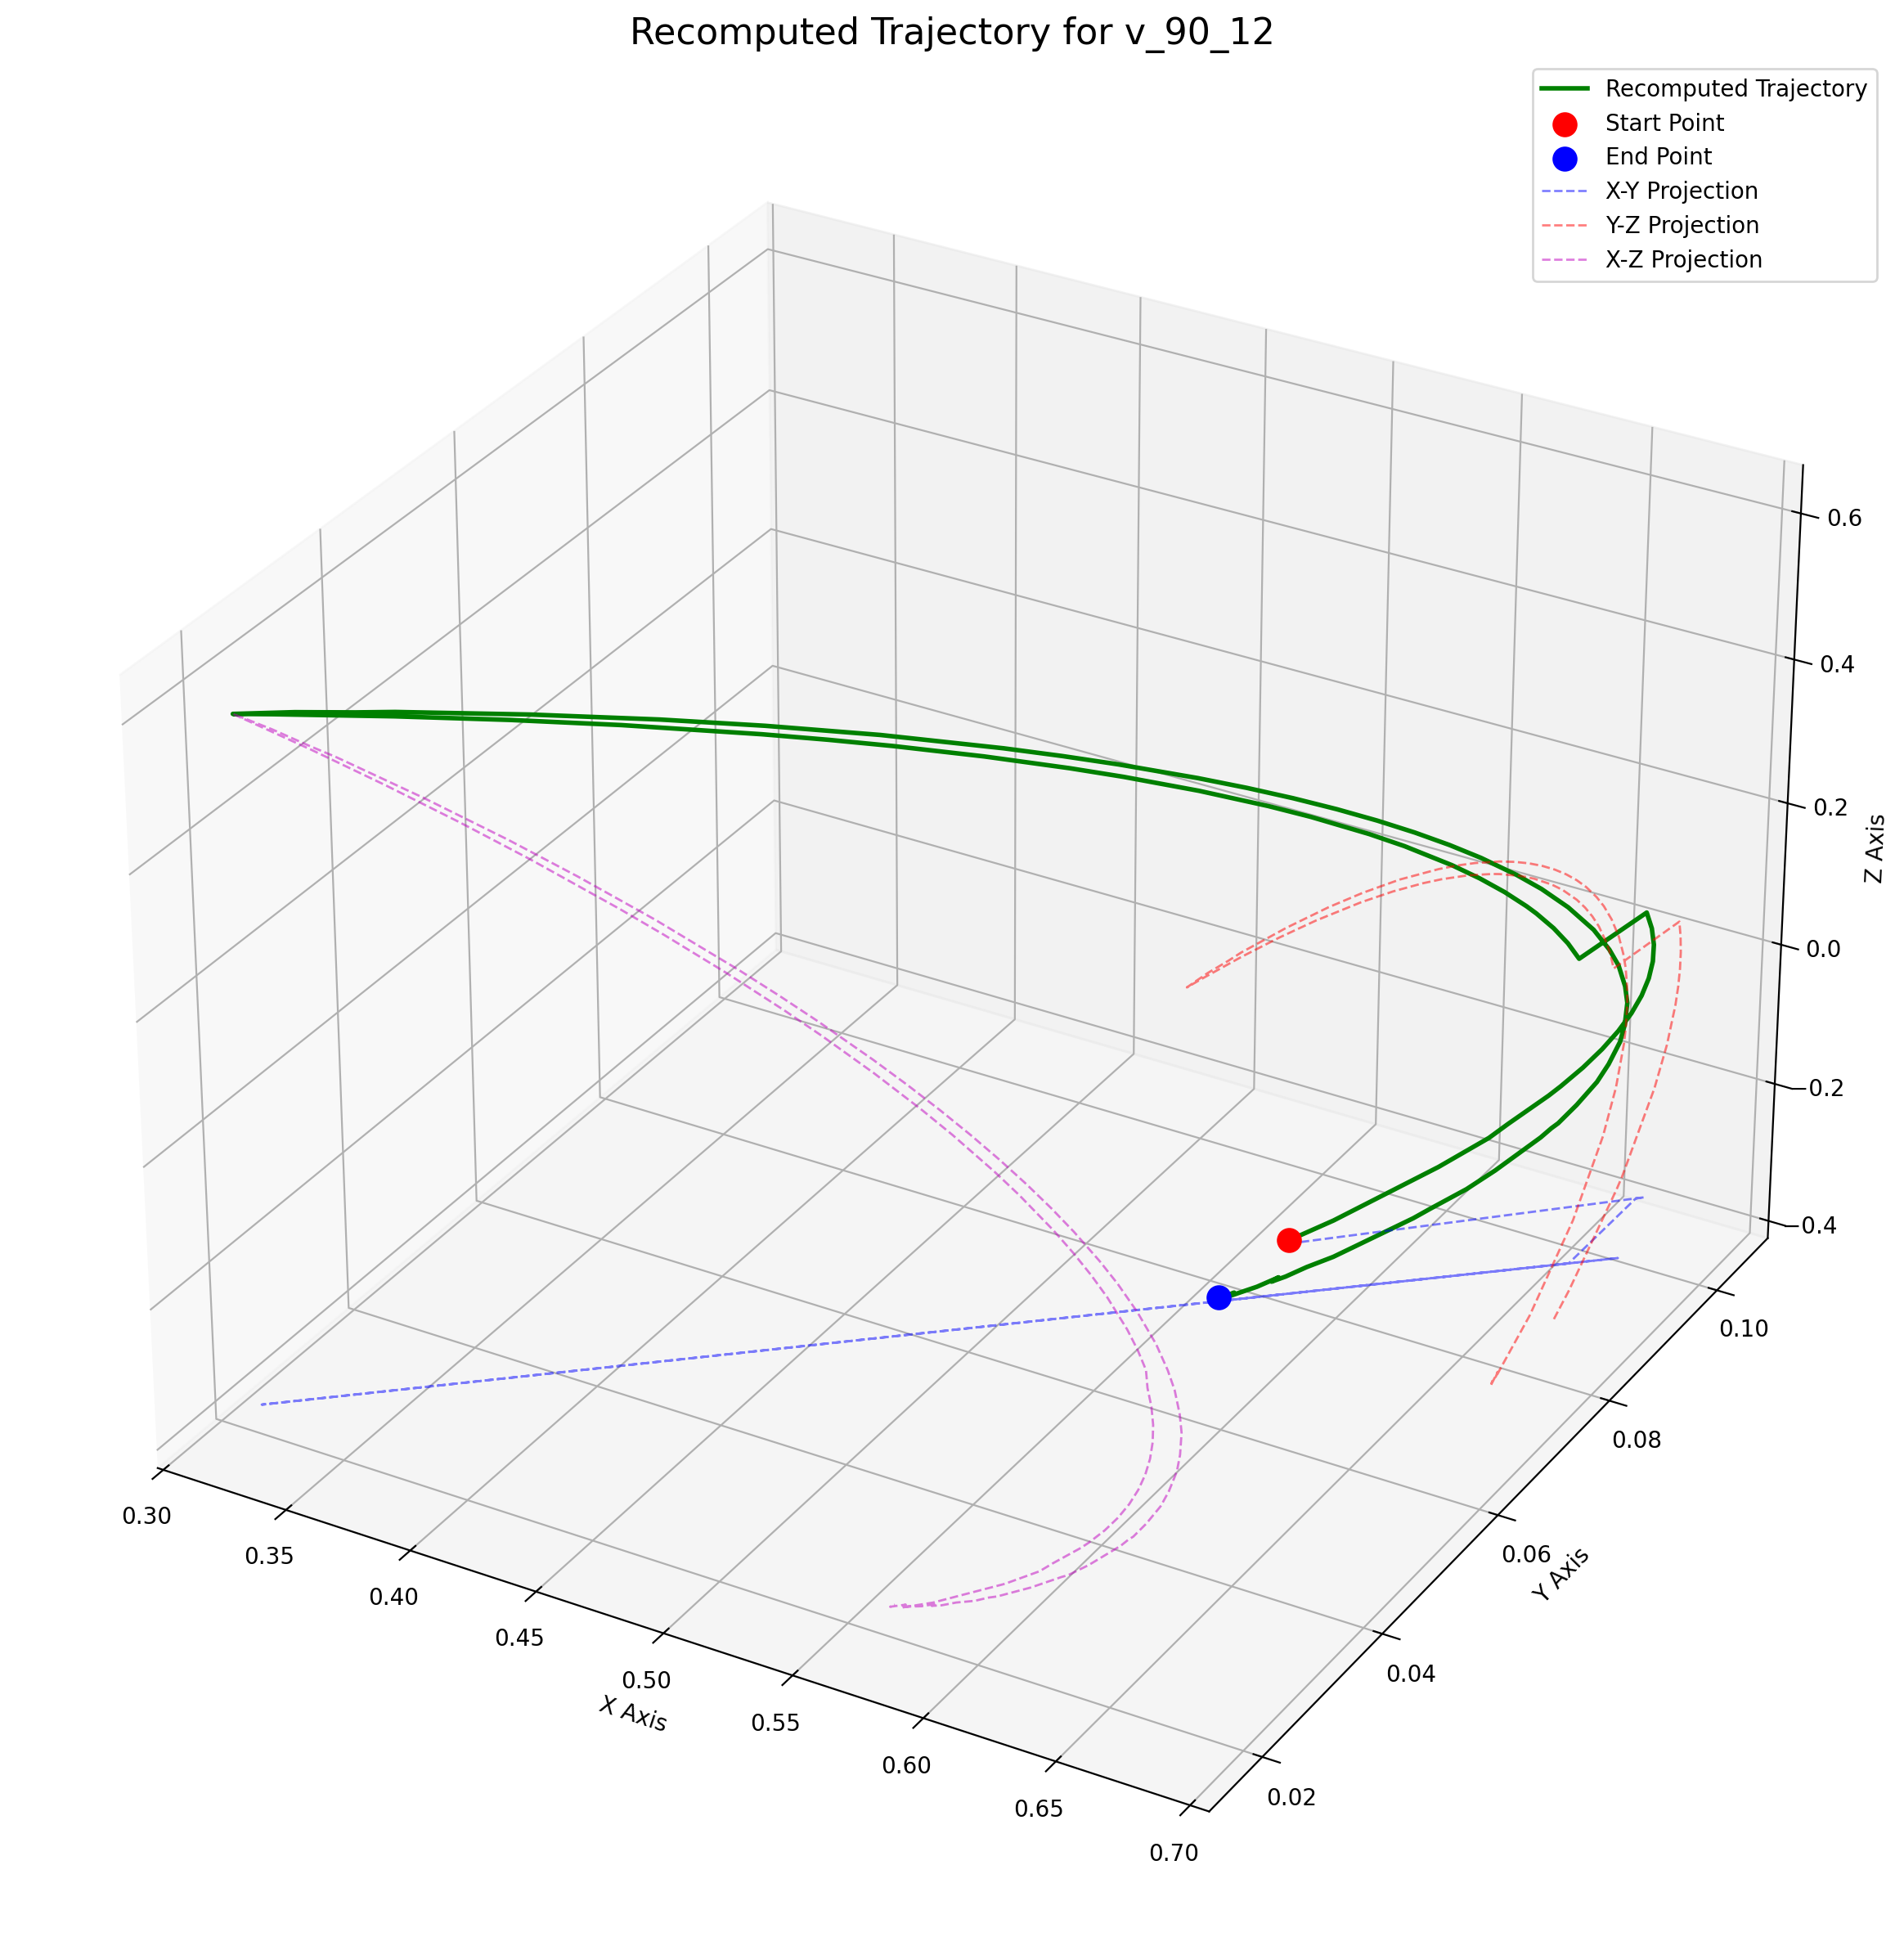 Recomputed Trajectory for v_90_12
Recomputed Trajectory
Start Point
End Point
X-Y Projection
Y-Z Projection
X-Z Projection
0.6
0.4
0.2
0.0
−0.2
−0.4
Z Axis
0.10
0.08
0.06
0.04
0.02
Y Axis
0.30
0.35
0.40
0.45
0.50
0.55
0.60
0.65
0.70
X Axis